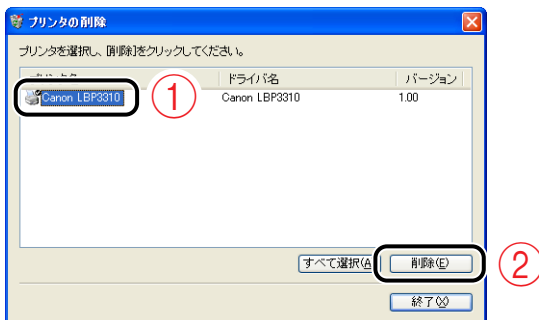 プリンタの削除
プリンタを選択し、[削除]をクリックしてください。
ドライバ名 バージョン
Canon LBP3310 Canon LBP3310 1.00
①
すべて選択(A 削除(E)
②
終了(X)